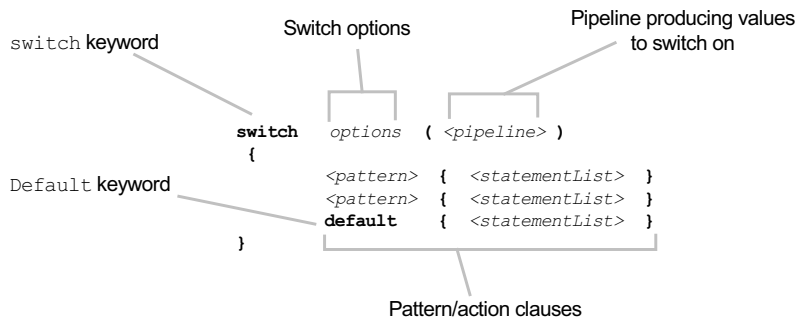 switch keyword
Switch options
Pipeline producing values
to switch on
switch options ( <pipeline> )
{
<pattern> { <statementList> }
<pattern> { <statementList> }
Default keyword
default { <statementList> }
}
Pattern/action clauses